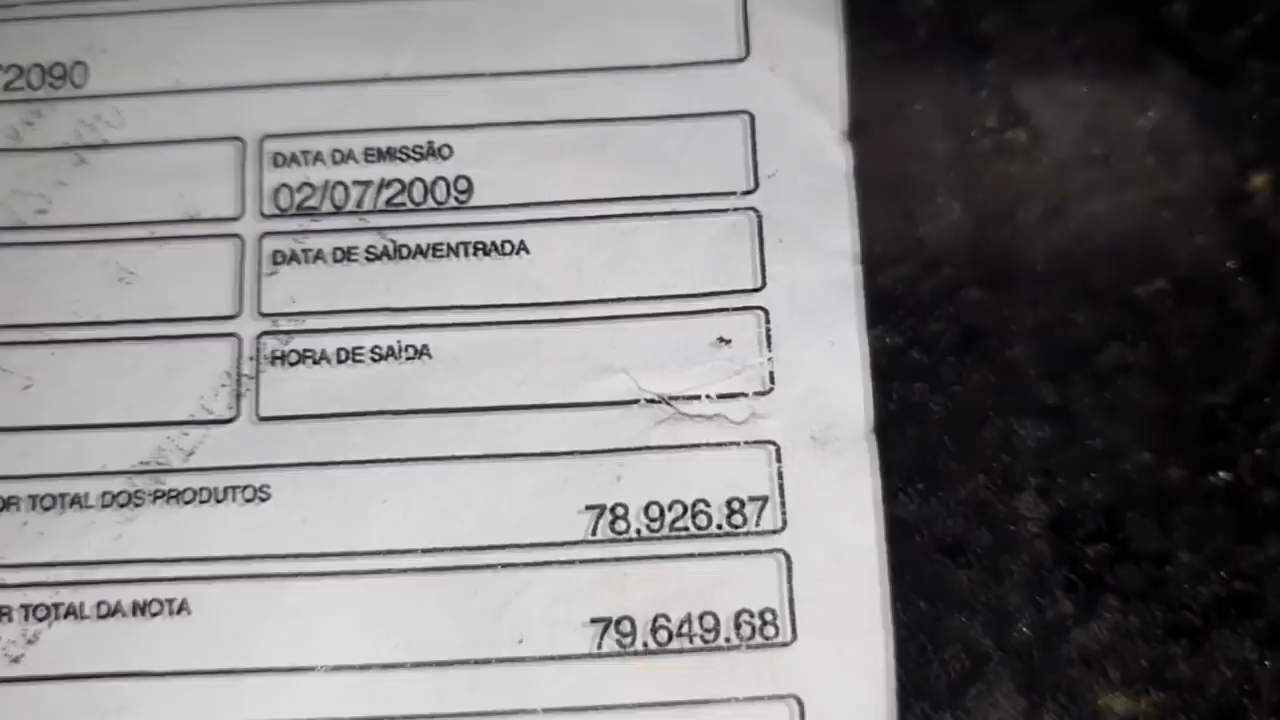 2090
DATA DA EMISSÃO
02/07/2009
DATA DE SAÍDA/ENTRADA
HORA DE SAÍDA
OR TOTAL DOS PRODUTOS
78,926.87
R TOTAL DA NOTA
79,649.68